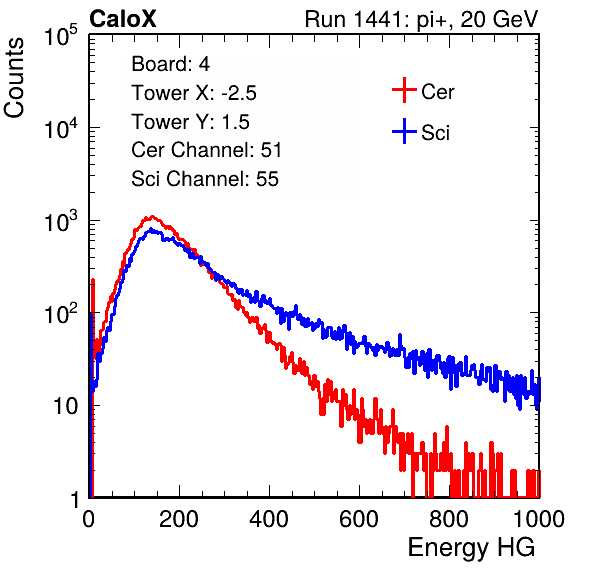 CaloX Run 1441: pi+, 20 GeV
Counts
10^5
10^4
10^3
10^2
10
1
Board: 4
Tower X: -2.5
Tower Y: 1.5
Cer Channel: 51
Sci Channel: 55
Cer
Sci
0 200 400 600 800 1000
Energy HG